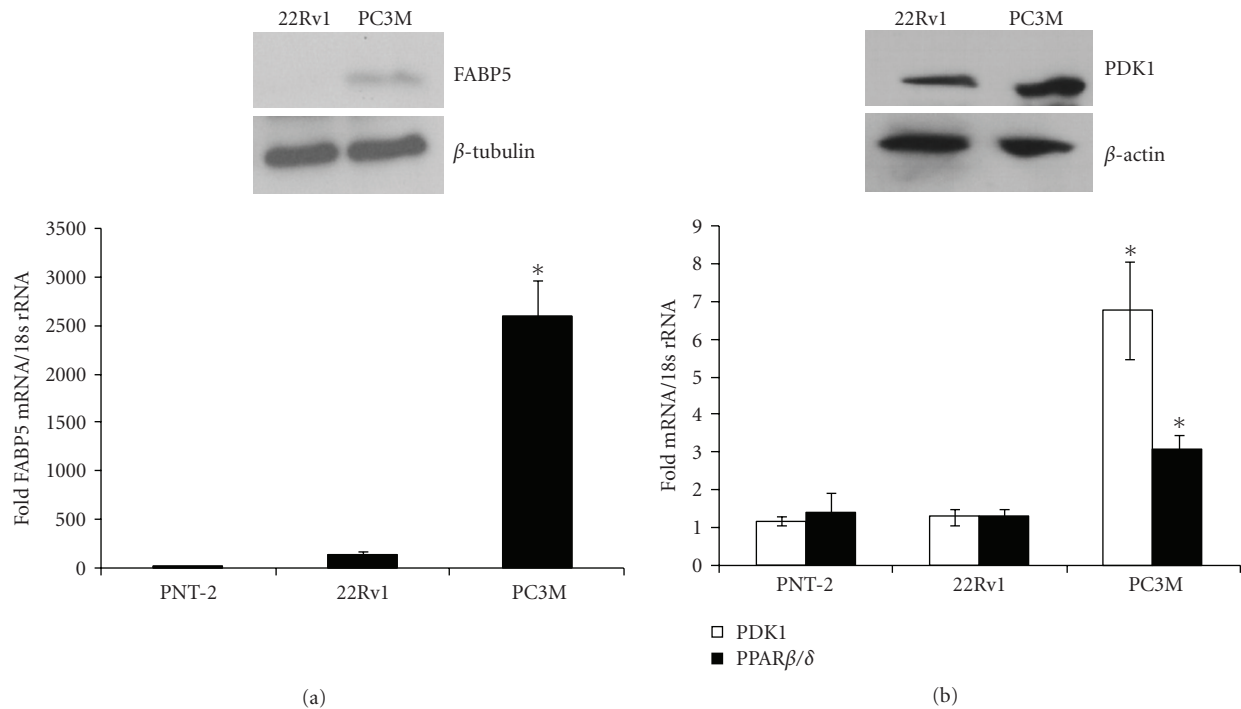 22Rv1 PC3M
FABP5
β-tubulin
3500
3000
2500
2000
1500
1000
500
0
Fold FABP5 mRNA/18s rRNA
*
PNT-2 22Rv1 PC3M
(a)
22Rv1 PC3M
PDK1
β-actin
9
8
7
6
5
4
3
2
1
0
Fold mRNA/18s rRNA
*
*
PNT-2 22Rv1 PC3M
PDK1
PPARβ/δ
(b)